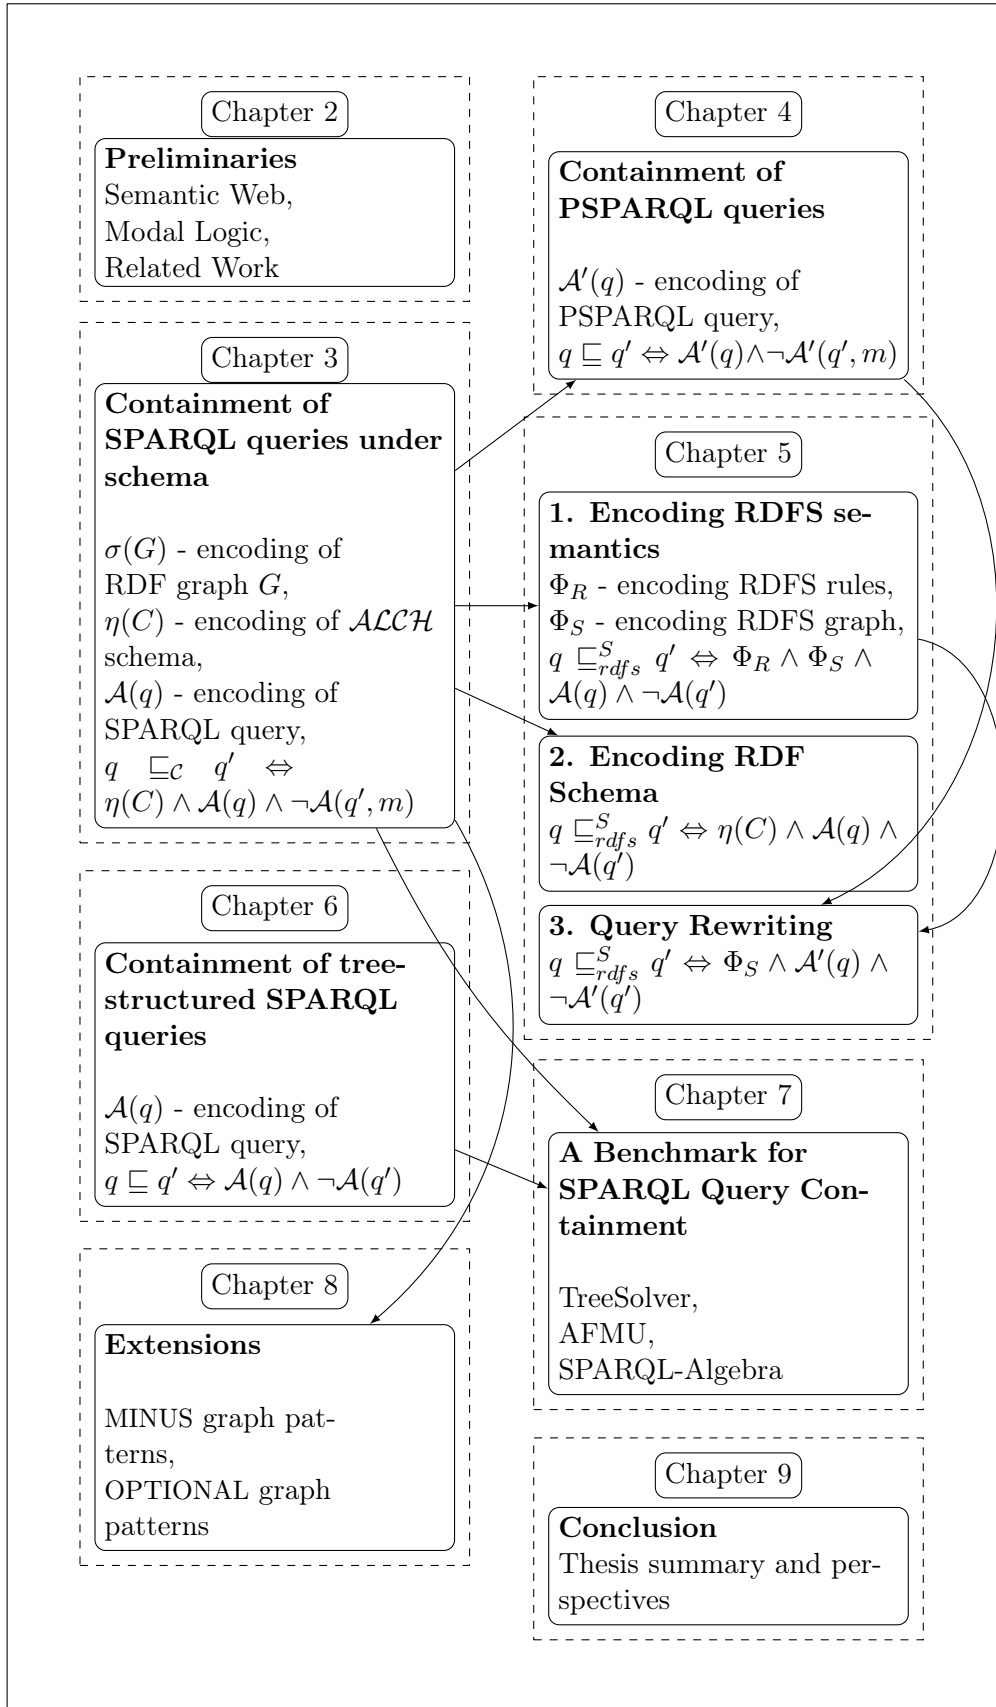 Chapter 2
Preliminaries
Semantic Web,
Modal Logic,
Related Work
Chapter 3
Containment of
SPARQL queries under
schema
σ(G) - encoding of
RDF graph G,
η(C) - encoding of 𝒜ℒ𝒞ℋ
schema,
𝒜(q) - encoding of
SPARQL query,
q ⊑_𝒞 q′ ⇔
η(C) ∧ 𝒜(q) ∧ ¬𝒜(q′, m)
Chapter 6
Containment of tree-
structured SPARQL
queries
𝒜(q) - encoding of
SPARQL query,
q ⊑ q′ ⇔ 𝒜(q) ∧ ¬𝒜(q′)
Chapter 8
Extensions
MINUS graph pat-
terns,
OPTIONAL graph
patterns
Chapter 4
Containment of
PSPARQL queries
𝒜′(q) - encoding of
PSPARQL query,
q ⊑ q′ ⇔ 𝒜′(q)∧¬𝒜′(q′, m)
Chapter 5
1. Encoding RDFS se-
mantics
Φ_R - encoding RDFS rules,
Φ_S - encoding RDFS graph,
q ⊑^S_rdfs q′ ⇔ Φ_R ∧ Φ_S ∧
𝒜(q) ∧ ¬𝒜(q′)
2. Encoding RDF
Schema
q ⊑^S_rdfs q′ ⇔ η(C) ∧ 𝒜(q) ∧
¬𝒜(q′)
3. Query Rewriting
q ⊑^S_rdfs q′ ⇔ Φ_S ∧ 𝒜′(q) ∧
¬𝒜′(q′)
Chapter 7
A Benchmark for
SPARQL Query Con-
tainment
TreeSolver,
AFMU,
SPARQL-Algebra
Chapter 9
Conclusion
Thesis summary and per-
spectives